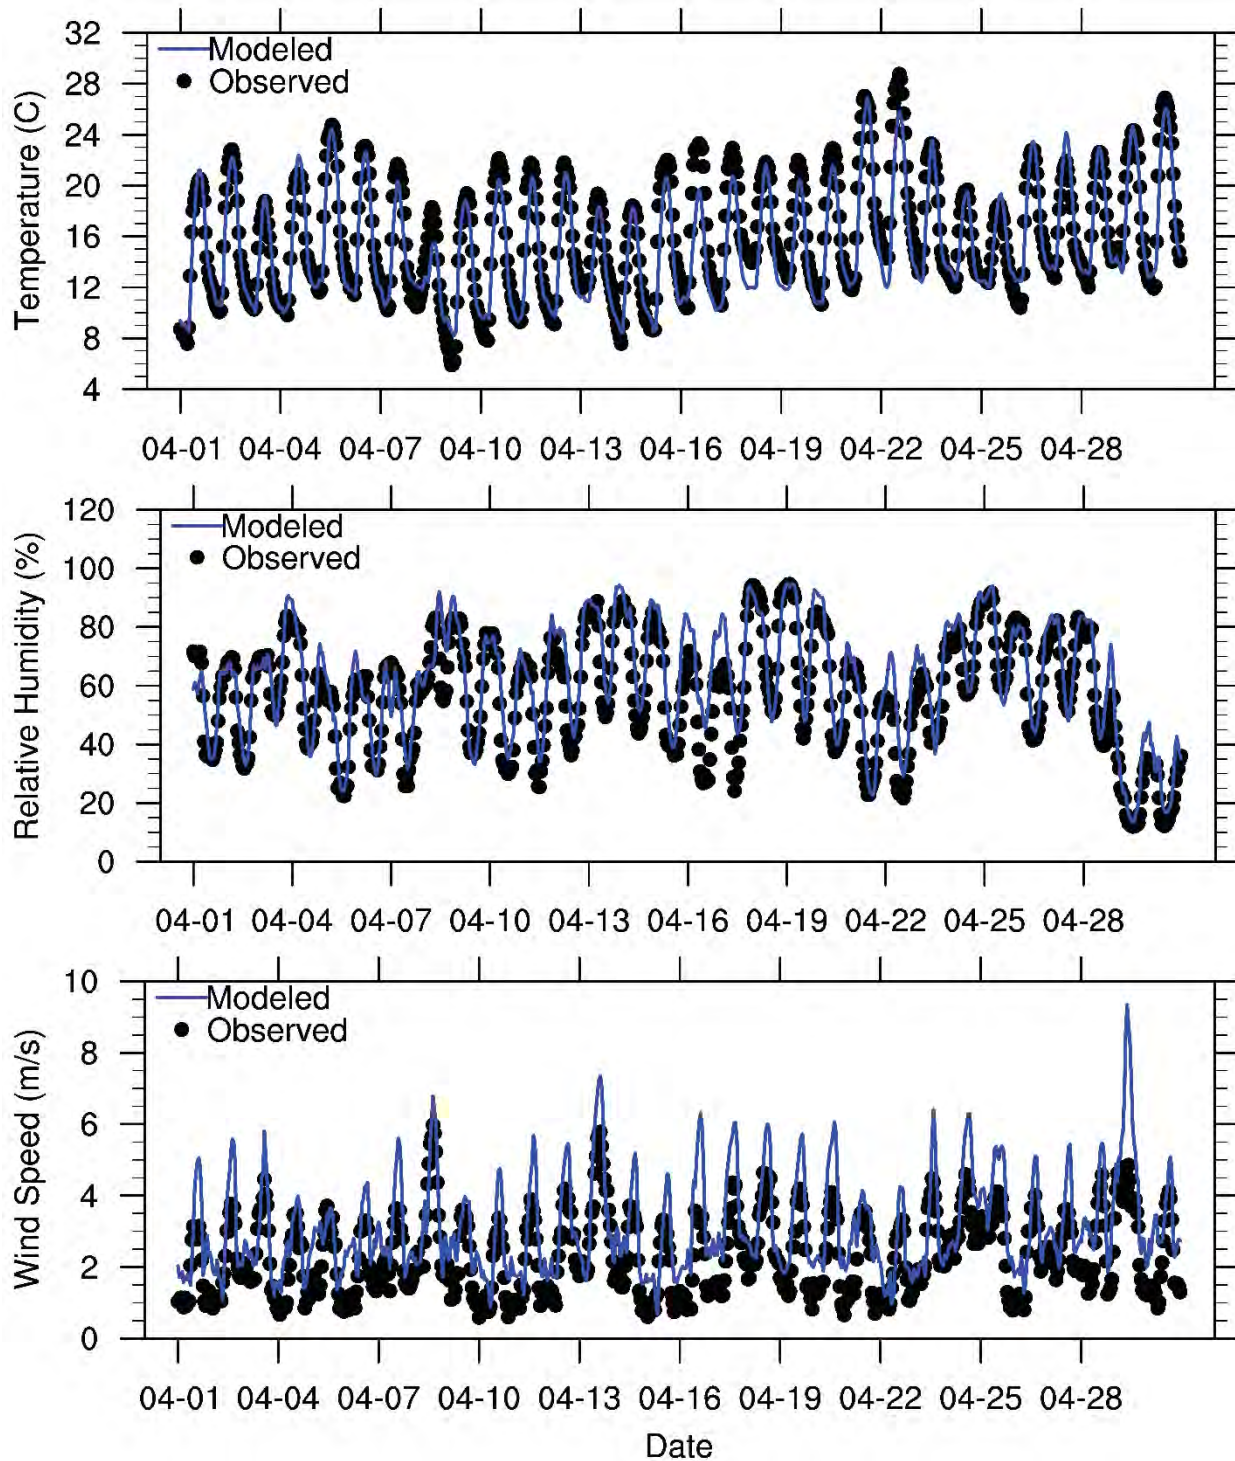 32
28
24
20
16
12
8
4
Temperature (C)
Modeled
Observed
04-01 04-04 04-07 04-10 04-13 04-16 04-19 04-22 04-25 04-28
120
100
80
60
40
20
0
Relative Humidity (%)
Modeled
Observed
04-01 04-04 04-07 04-10 04-13 04-16 04-19 04-22 04-25 04-28
10
8
6
4
2
0
Wind Speed (m/s)
Modeled
Observed
04-01 04-04 04-07 04-10 04-13 04-16 04-19 04-22 04-25 04-28
Date